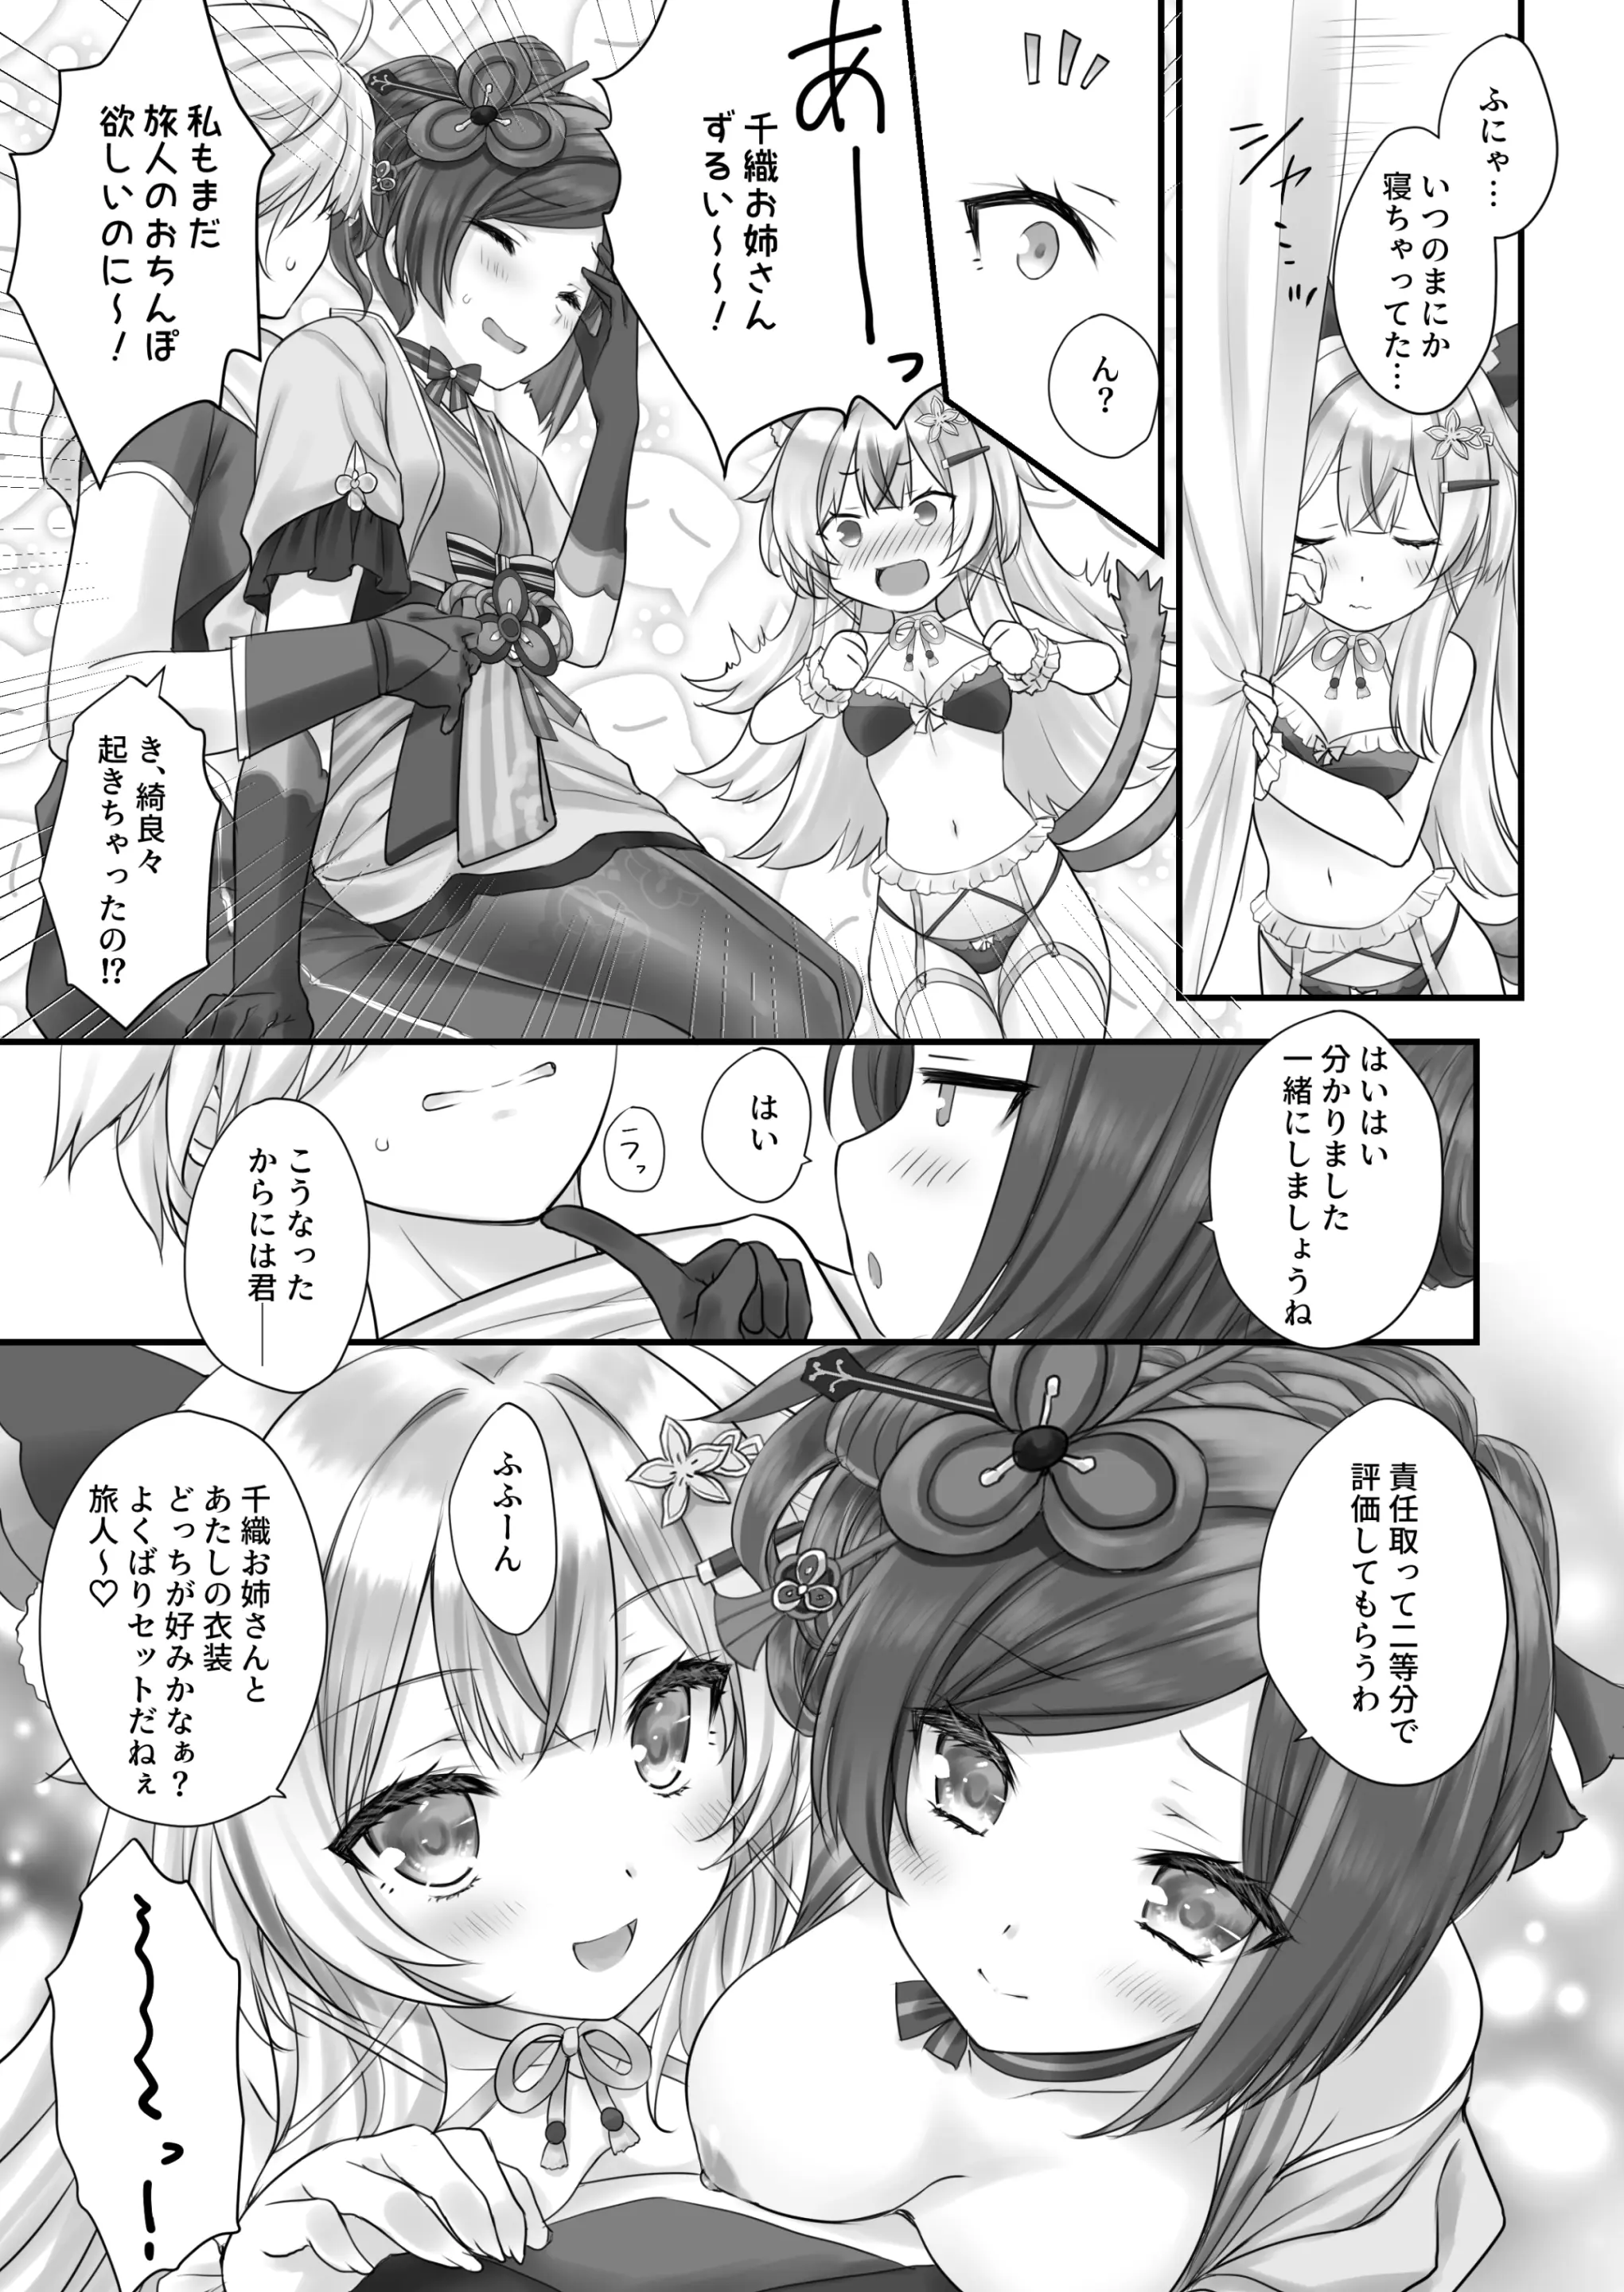 ふにゃ…
いつのまにか
寝ちゃってた…
シャッ
ん?
あーーっ
千織お姉さん
ずるい～～～!
私もまだ
旅人のおちんぽ
欲しいのに～!
き、綺良々
起きちゃったの!?
はいはい
分かりました
一緒にしましょうね
はい
ラっ
こうなった
からには君――
責任取って二等分で
評価してもらうわ
ふふーん
千織お姉さんと
あたしの衣装
どっちが好みかなぁ?
よくばりセットだねぇ
旅人～♡
～～～～っ！